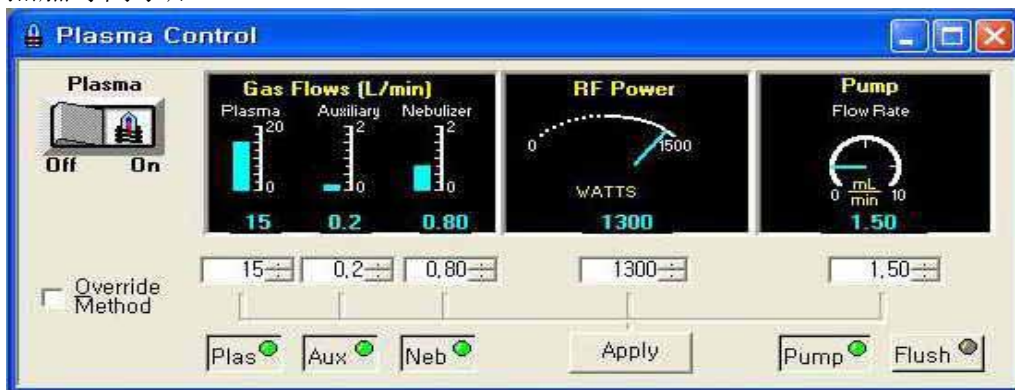 Plasma Control
Plasma
Off On
Gas Flows (L/min)
Plasma Auxiliary Nebulizer
20 2 2
0 0 0
15 0.2 0.80
RF Power
0 1500
WATTS
1300
Pump
Flow Rate
0 mL/min 10
1.50
15 0,2 0,80 1300 1,50
Override
Method
Plas Aux Neb Apply Pump Flush